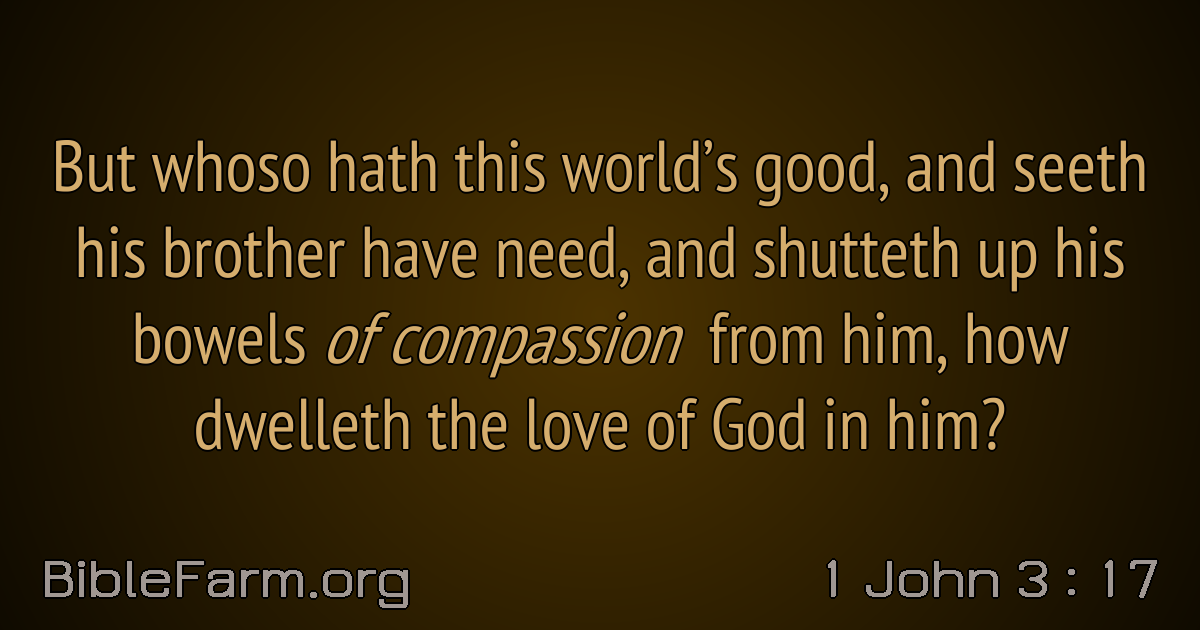 But whoso hath this world’s good, and seeth
his brother have need, and shutteth up his
bowels of compassion from him, how
dwelleth the love of God in him?
BibleFarm.org
1 John 3 : 17